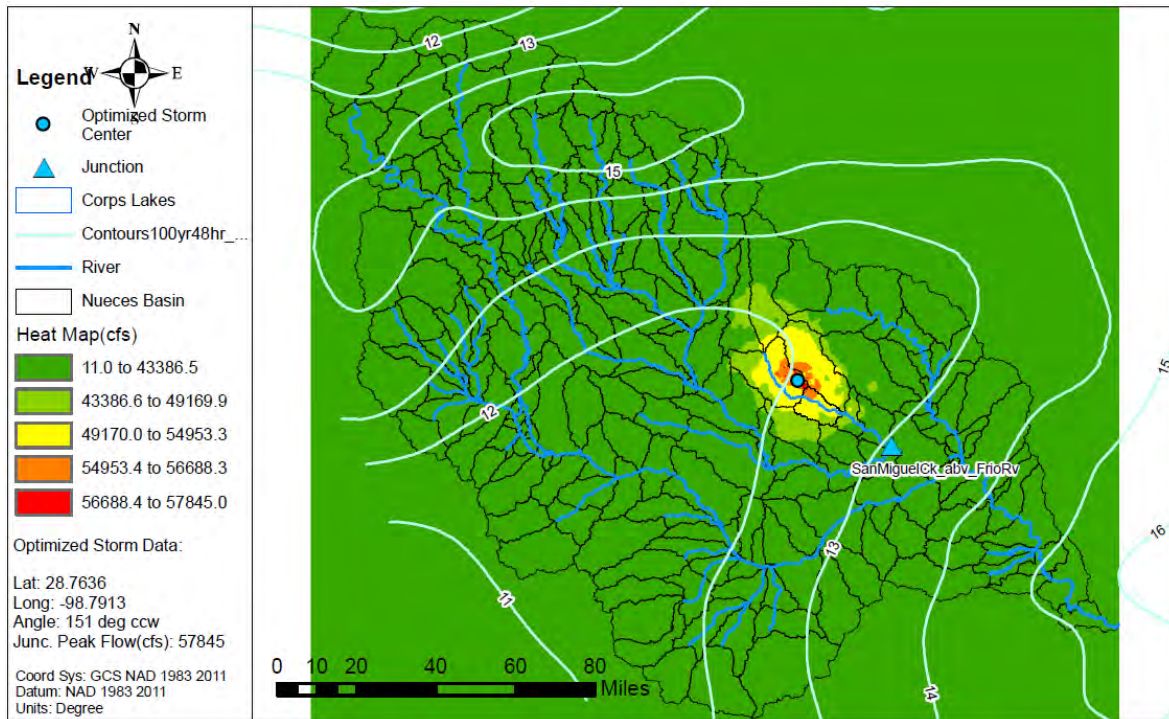 N
Legend
W
E
S
Optimized Storm
Center
Junction
Corps Lakes
Contours100yr48hr_...
River
Nueces Basin
Heat Map(cfs)
11.0 to 43386.5
43386.6 to 49169.9
49170.0 to 54953.3
54953.4 to 56688.3
56688.4 to 57845.0
Optimized Storm Data:
Lat: 28.7636
Long: -98.7913
Angle: 151 deg ccw
Junc. Peak Flow(cfs): 57845
Coord Sys: GCS NAD 1983 2011
Datum: NAD 1983 2011
Units: Degree
12
13
15
15
12
SanMiguelCk_abv_FrioRv
16
13
11
14
0 10 20 40 60 80
Miles